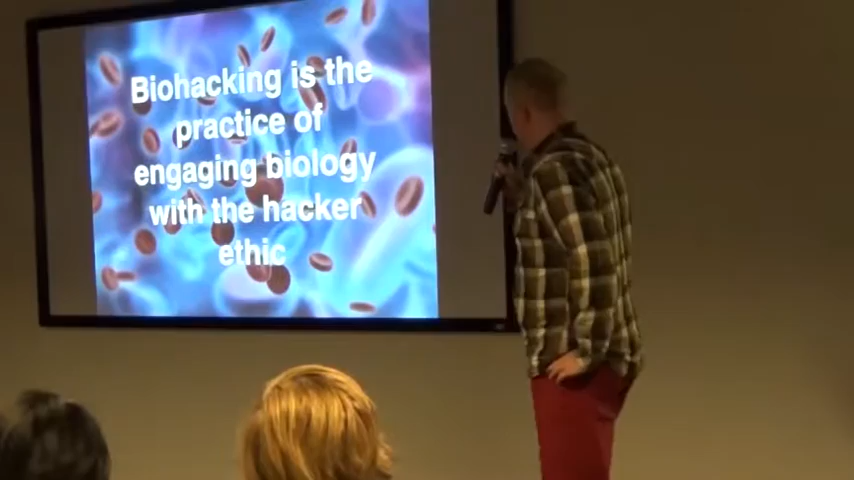 Biohacking is the
practice of
engaging biology
with the hacker
ethic